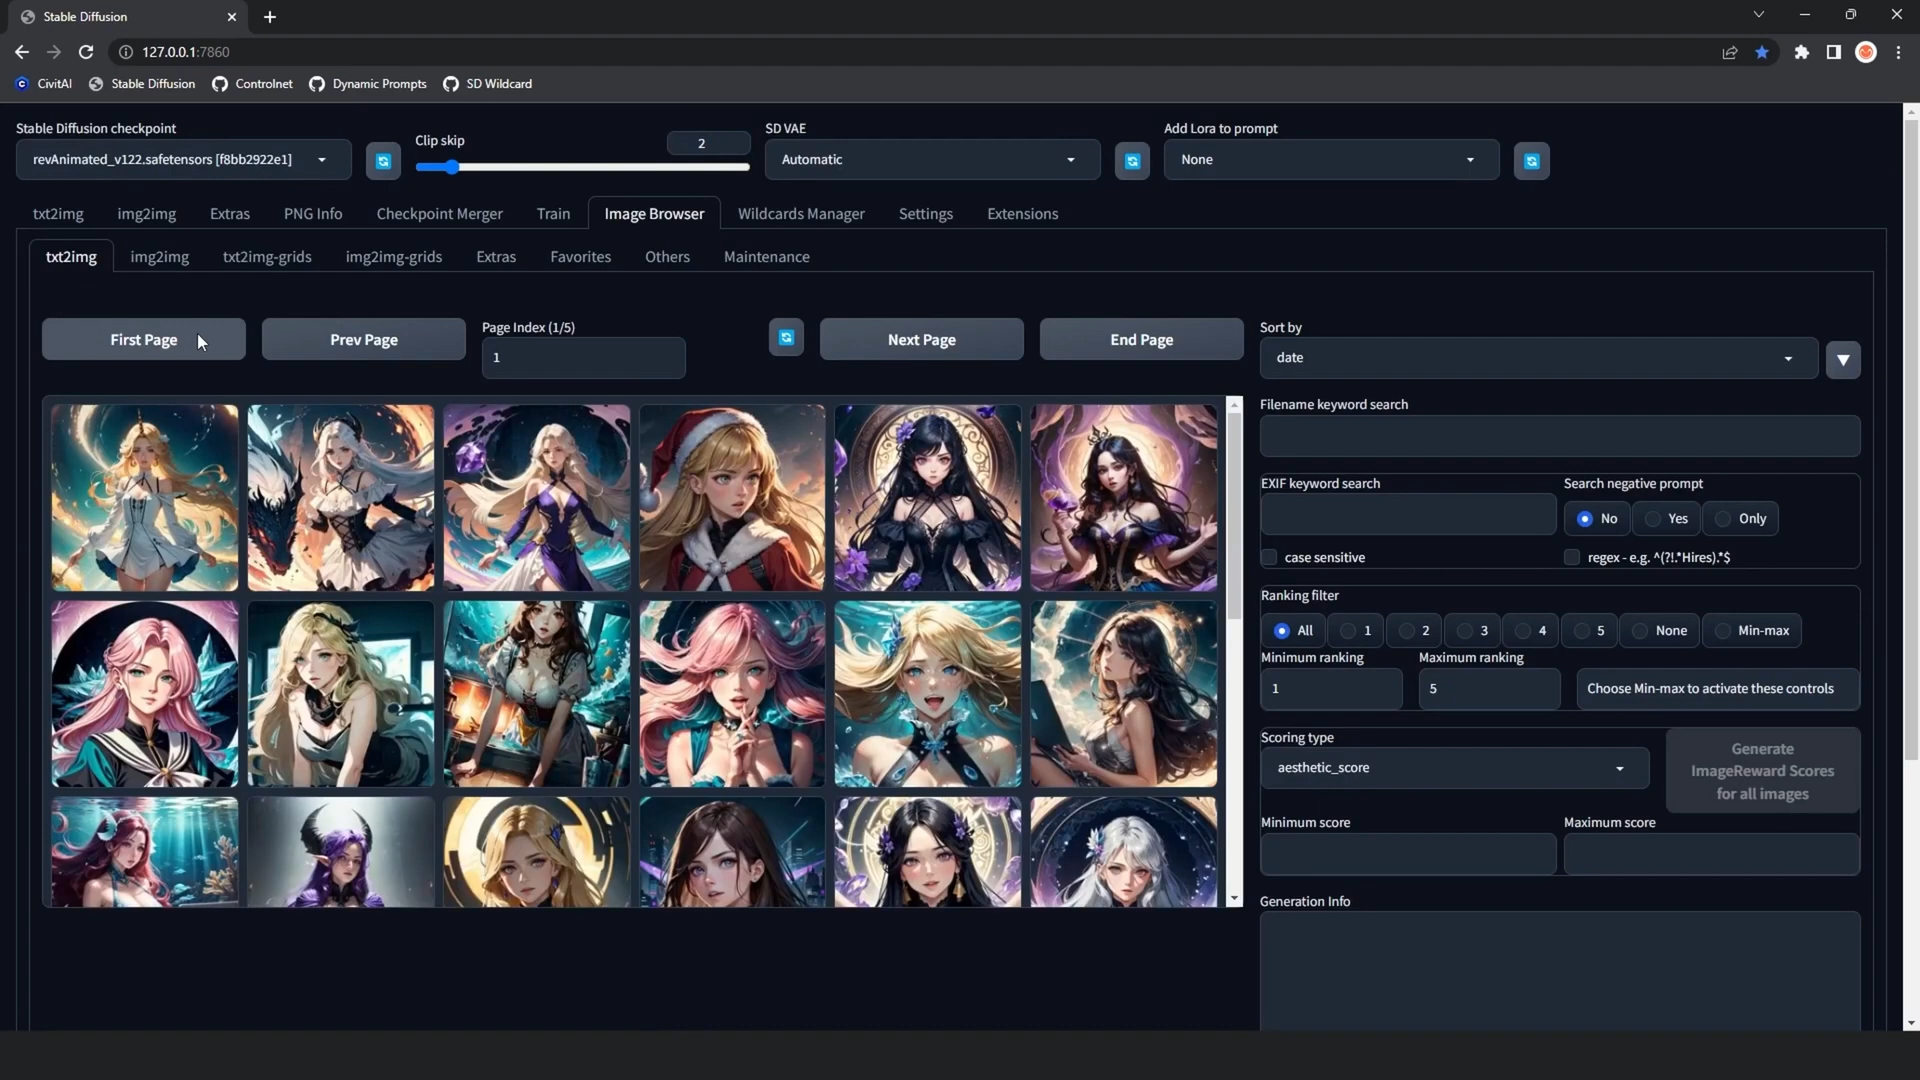 Stable Diffusion
127.0.0.1:7860
CivitAI Stable Diffusion Controlnet Dynamic Prompts SD Wildcard
Stable Diffusion checkpoint
revAnimated_v122.safetensors [f8bb2922e1]
Clip skip
2
SD VAE
Automatic
Add Lora to prompt
None
txt2img img2img Extras PNG Info Checkpoint Merger Train Image Browser Wildcards Manager Settings Extensions
txt2img img2img txt2img-grids img2img-grids Extras Favorites Others Maintenance
First Page
Prev Page
Page Index (1/5)
1
Next Page
End Page
Sort by
date
Filename keyword search
EXIF keyword search
Search negative prompt
No Yes Only
case sensitive
regex - e.g. ^(?!.*Hires).*$
Ranking filter
All 1 2 3 4 5 None Min-max
Minimum ranking
1
Maximum ranking
5
Choose Min-max to activate these controls
Scoring type
aesthetic_score
Generate
ImageReward Scores
for all images
Minimum score
Maximum score
Generation Info